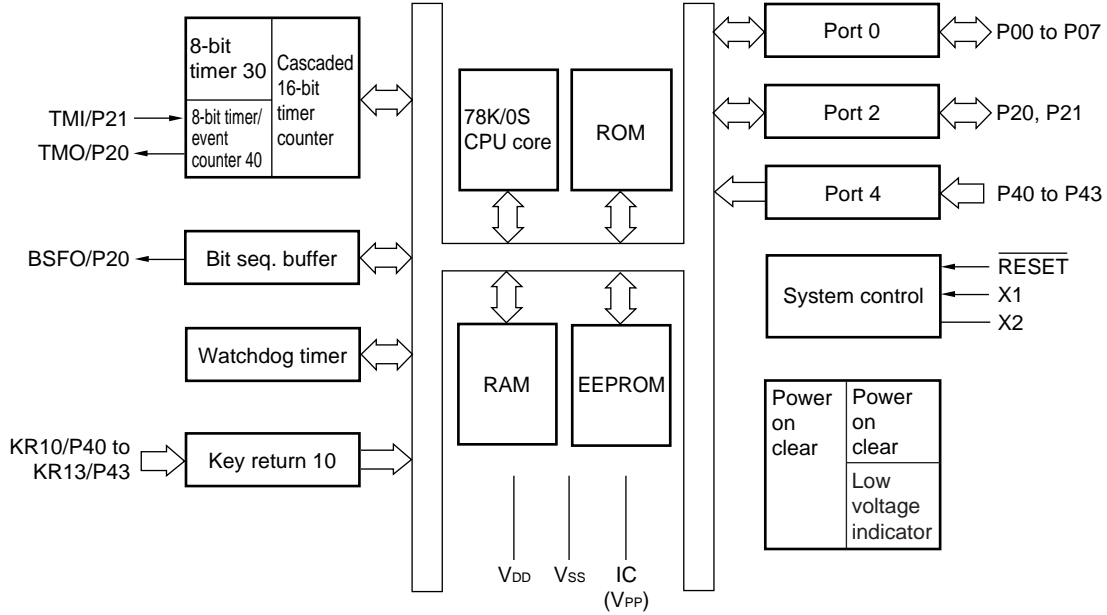 8-bit
timer 30
Cascaded
16-bit
timer
counter
8-bit timer/
event
counter 40
TMI/P21
TMO/P20
BSFO/P20
Bit seq. buffer
Watchdog timer
KR10/P40 to
KR13/P43
Key return 10
78K/0S
CPU core
ROM
RAM
EEPROM
VDD
VSS
IC
(VPP)
Port 0
P00 to P07
Port 2
P20, P21
Port 4
P40 to P43
System control
RESET
X1
X2
Power
on
clear
Power
on
clear
Low
voltage
indicator